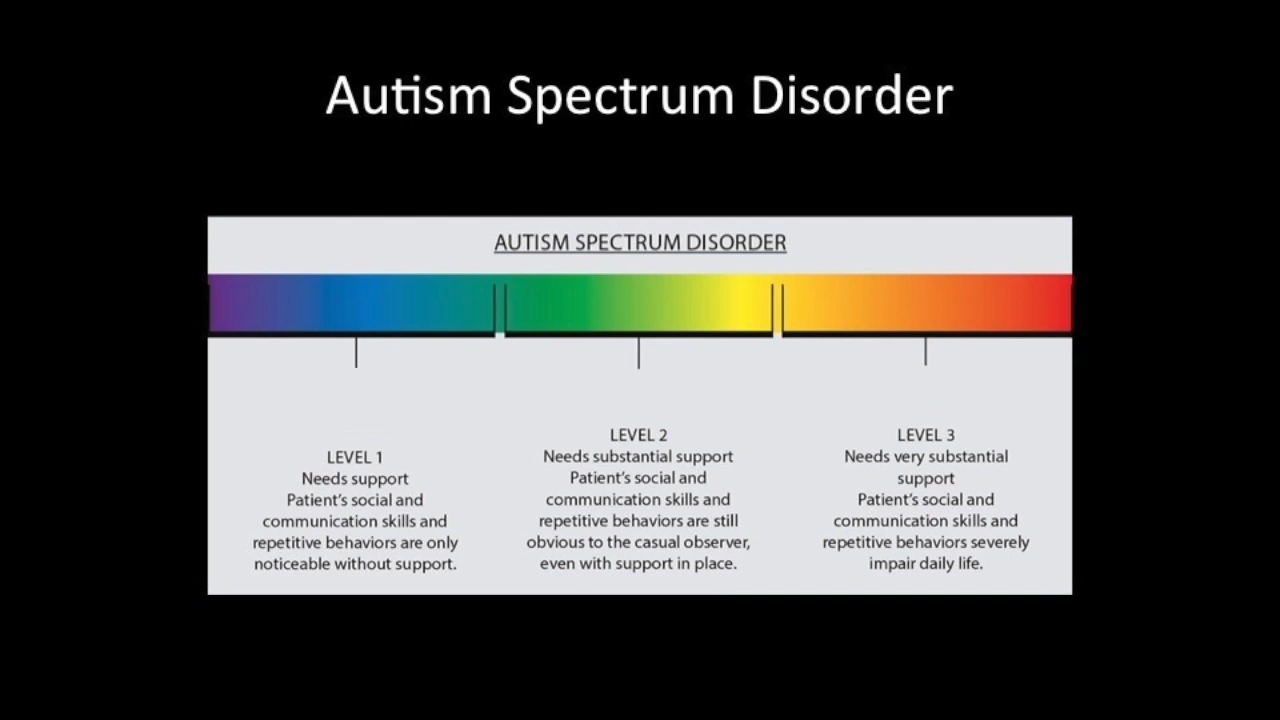 Autism Spectrum Disorder
AUTISM SPECTRUM DISORDER
LEVEL 1
Needs support
Patient's social and
communication skills and
repetitive behaviors are only
noticeable without support.
LEVEL 2
Needs substantial support
Patient's social and
communication skills and
repetitive behaviors are still
obvious to the casual observer,
even with support in place.
LEVEL 3
Needs very substantial
support
Patient's social and
communication skills and
repetitive behaviors severely
impair daily life.